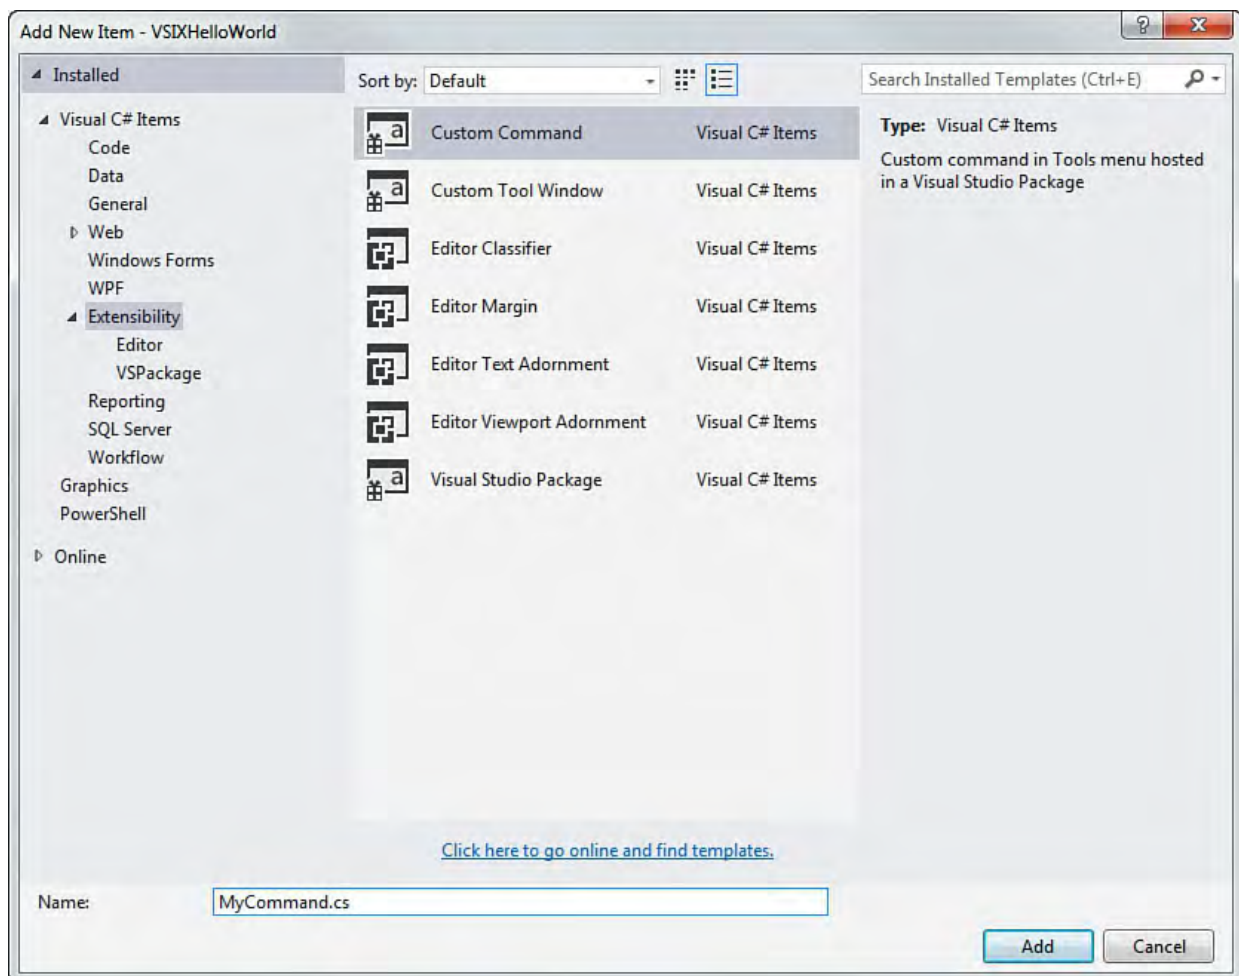 Add New Item - VSIXHelloWorld
?
Installed
Sort by: Default
Search Installed Templates (Ctrl+E)
Visual C# Items
Code
Data
General
Web
Windows Forms
WPF
Extensibility
Editor
VSPackage
Reporting
SQL Server
Workflow
Graphics
PowerShell
Online
a Custom Command Visual C# Items
a Custom Tool Window Visual C# Items
Editor Classifier Visual C# Items
Editor Margin Visual C# Items
Editor Text Adornment Visual C# Items
Editor Viewport Adornment Visual C# Items
a Visual Studio Package Visual C# Items
Type: Visual C# Items
Custom command in Tools menu hosted
in a Visual Studio Package
Click here to go online and find templates.
Name: MyCommand.cs
Add Cancel